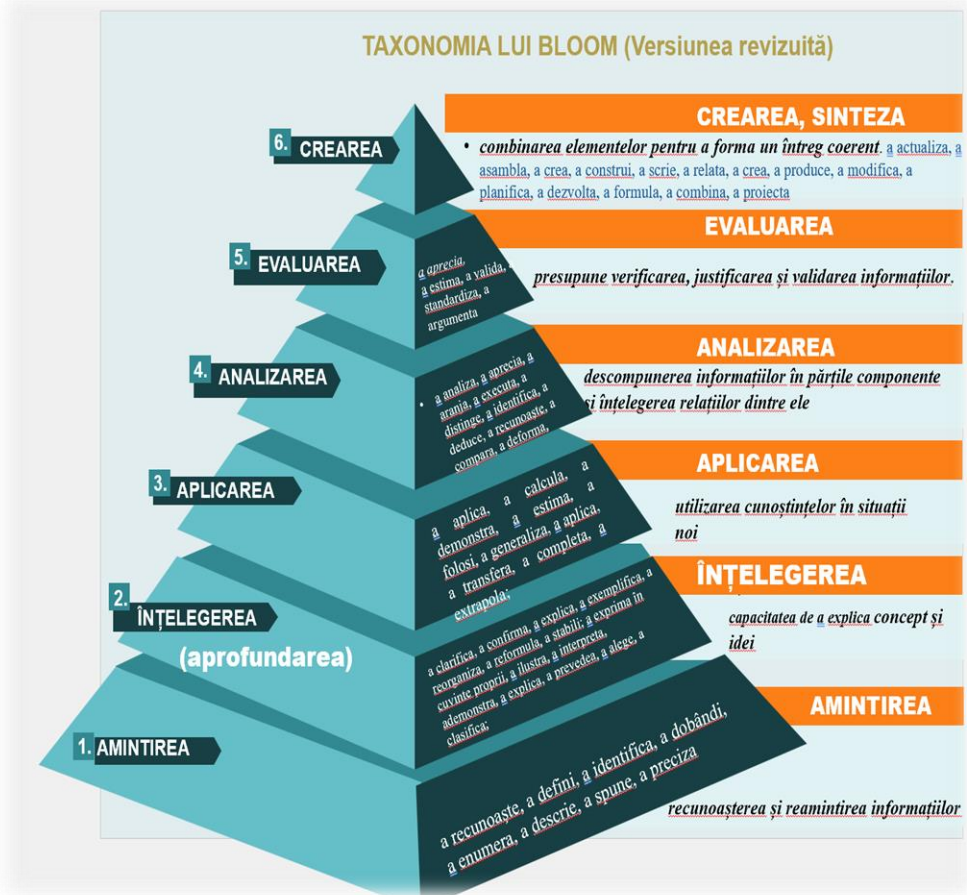 TAXONOMIA LUI BLOOM (Versiunea revizuită)
6. CREAREA
CREAREA, SINTEZA
• combinarea elementelor pentru a forma un întreg coerent. a actualiza, a
asambla, a crea, a construi, a scrie, a relata, a crea, a produce, a modifica, a
planifica, a dezvolta, a formula, a combina, a proiecta
5. EVALUAREA
a aprecia,
a estima, a valida,
standardiza, a
argumenta
EVALUAREA
presupune verificarea, justificarea și validarea informațiilor.
4. ANALIZAREA
• a analiza, a aprecia, a
aranja, a executa, a
distinge, a identifica, a
deduce, a recunoaște, a
compara, a deforma,
ANALIZAREA
descompunerea informațiilor în părțile componente
și înțelegerea relațiilor dintre ele
3. APLICAREA
a aplica, a calcula, a
demonstra, a estima, a
folosi, a generaliza, a aplica,
a transfera, a completa, a
extrapola;
APLICAREA
utilizarea cunoștințelor în situații
noi
2. ÎNȚELEGEREA
(aprofundarea)
a clarifica, a confirma, a explica, a exemplifica, a
reorganiza, a reformula, a stabili; a exprima în
cuvinte proprii, a ilustra, a interpreta,
ademonstra, a explica, a prevedea, a alege, a
clasifica;
ÎNȚELEGEREA
capacitatea de a explica concept și
idei
1. AMINTIREA
a recunoaște, a defini, a identifica, a dobândi,
a enumera, a descrie, a spune, a preciza
AMINTIREA
recunoașterea și reamintirea informațiilor